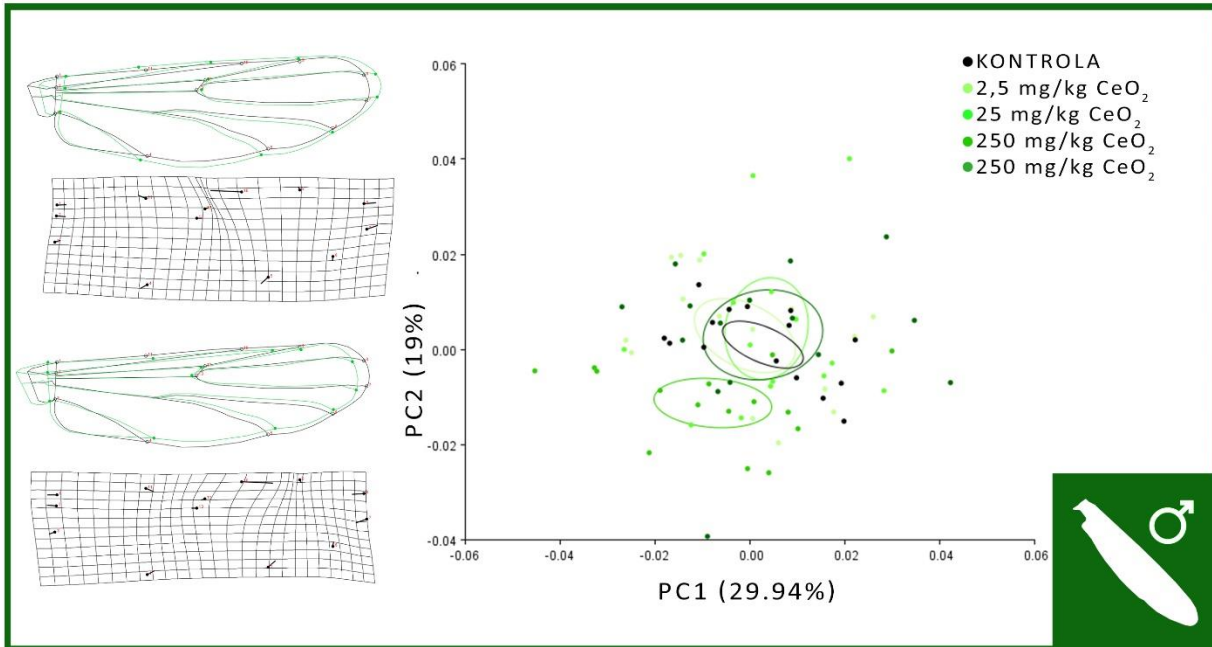 KONTROLA
2,5 mg/kg CeO₂
25 mg/kg CeO₂
250 mg/kg CeO₂
250 mg/kg CeO₂
0.06
0.04
0.02
0.00
-0.02
-0.04
PC2 (19%)
-0.06
-0.04
-0.02
0.00
0.02
0.04
0.06
PC1 (29.94%)